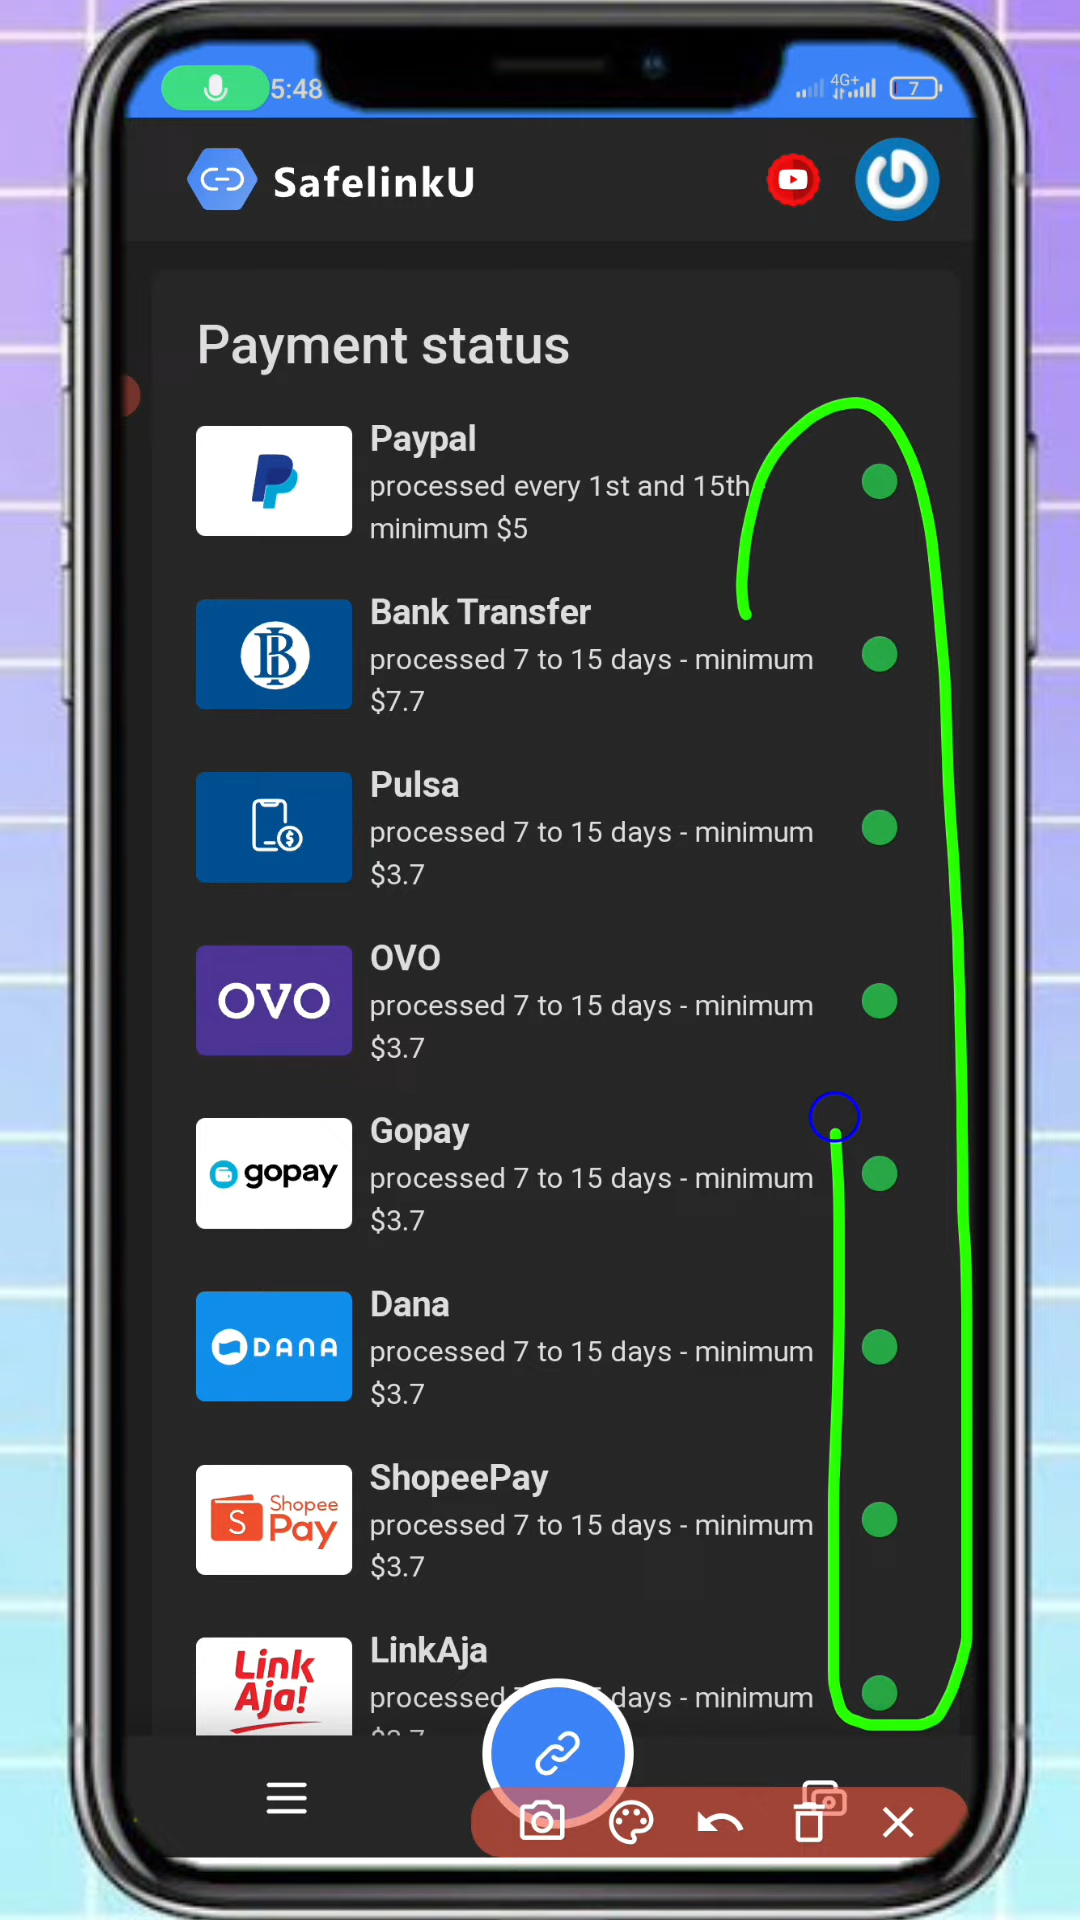 5:48
4G+
7
SafelinkU
Payment status
Paypal
processed every 1st and 15th
minimum $5
Bank Transfer
processed 7 to 15 days - minimum
$7.7
Pulsa
processed 7 to 15 days - minimum
$3.7
OVO
OVO
processed 7 to 15 days - minimum
$3.7
gopay
Gopay
processed 7 to 15 days - minimum
$3.7
DANA
Dana
processed 7 to 15 days - minimum
$3.7
Shopee
Pay
ShopeePay
processed 7 to 15 days - minimum
$3.7
Link
Aja!
LinkAja
processed days - minimum